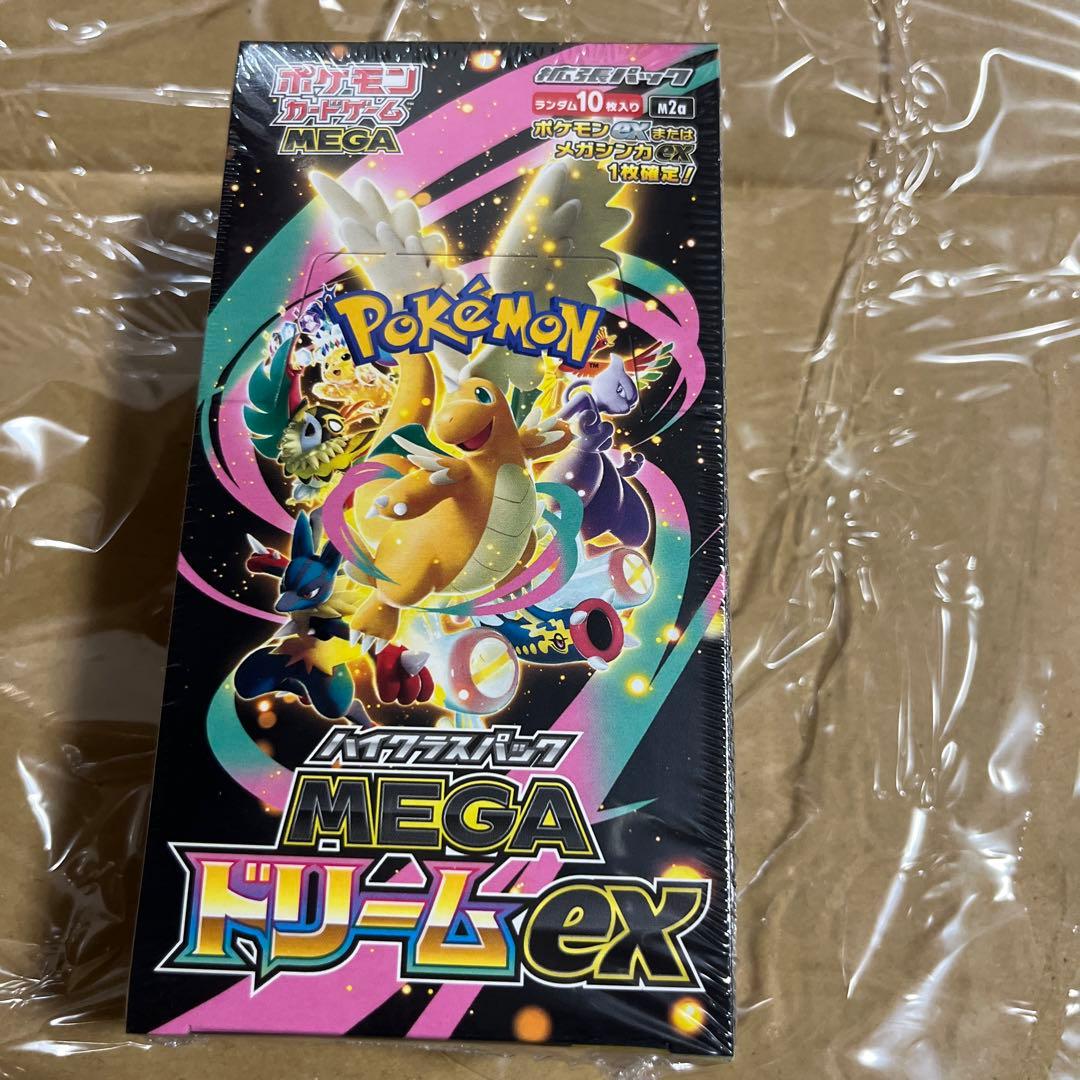 ポケモン
カードゲーム
MEGA
拡張パック
ランダム10枚入り M2a
ポケモンexまたは
メガシンカex
1枚確定!
POKéMON
TM
ハイクラスパック
MEGA
ドリームex